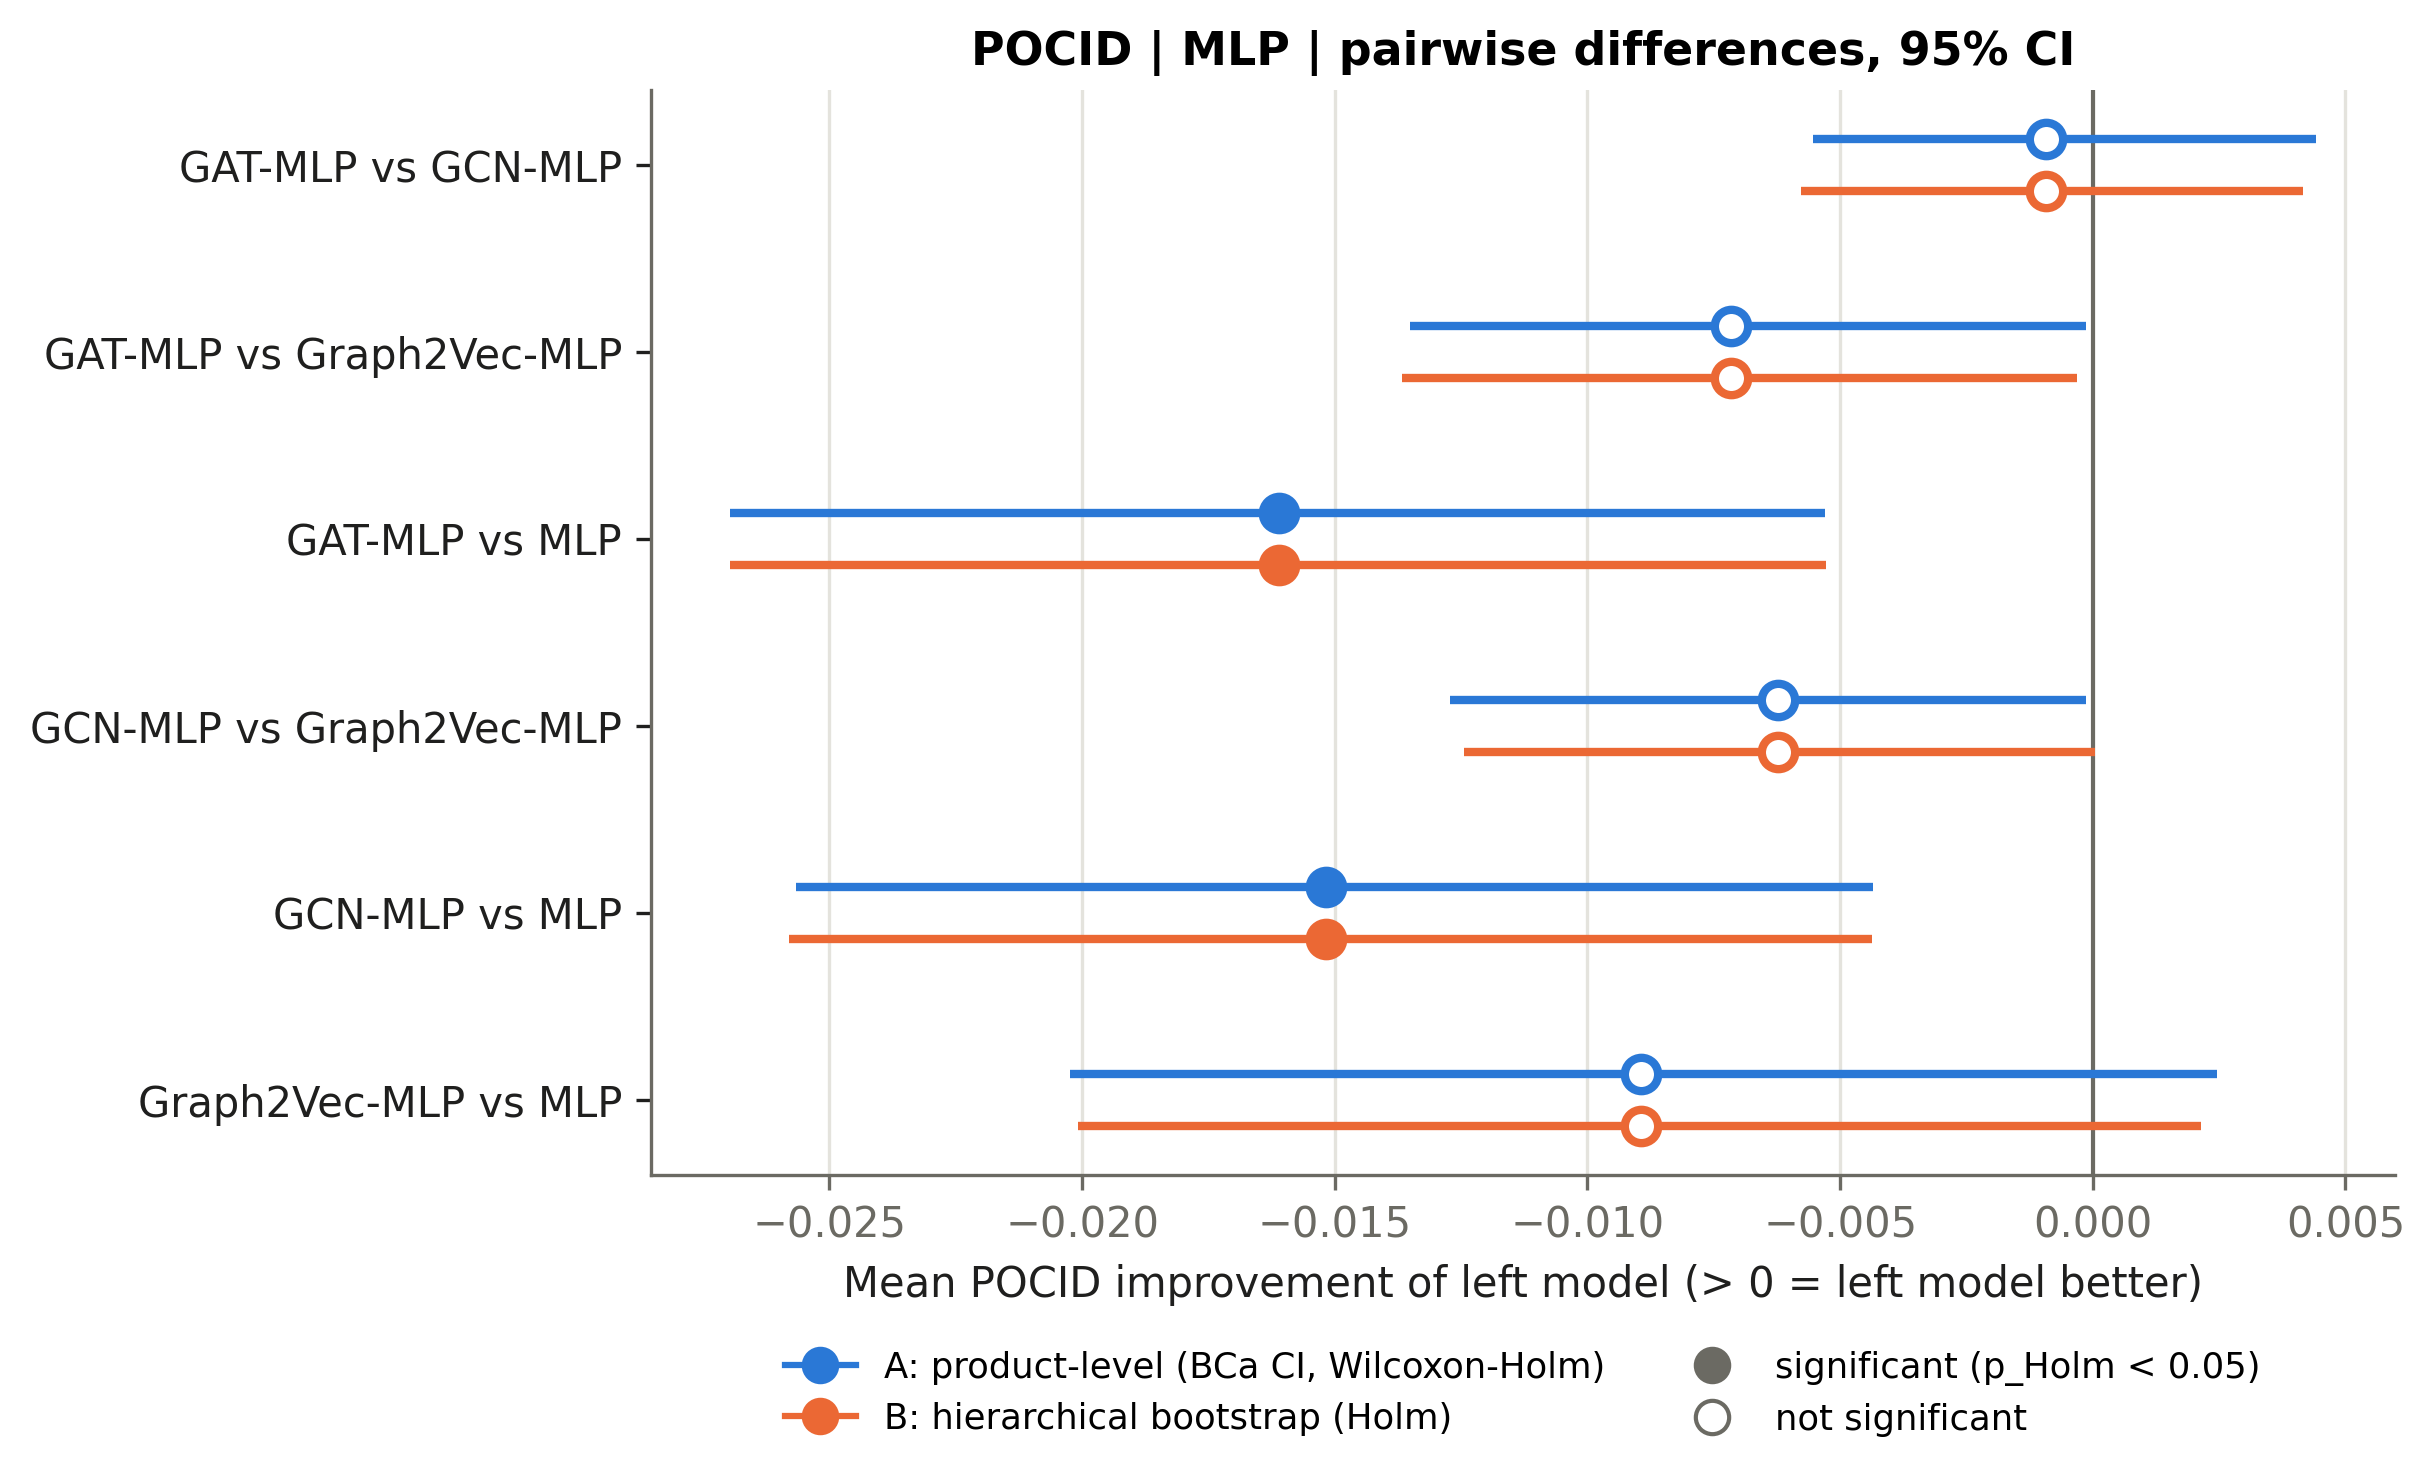 POCID | MLP | pairwise differences, 95% CI
GAT-MLP vs GCN-MLP
GAT-MLP vs Graph2Vec-MLP
GAT-MLP vs MLP
GCN-MLP vs Graph2Vec-MLP
GCN-MLP vs MLP
Graph2Vec-MLP vs MLP
−0.025 −0.020 −0.015 −0.010 −0.005 0.000 0.005
Mean POCID improvement of left model (> 0 = left model better)
A: product-level (BCa CI, Wilcoxon-Holm)
B: hierarchical bootstrap (Holm)
significant (p_Holm < 0.05)
not significant